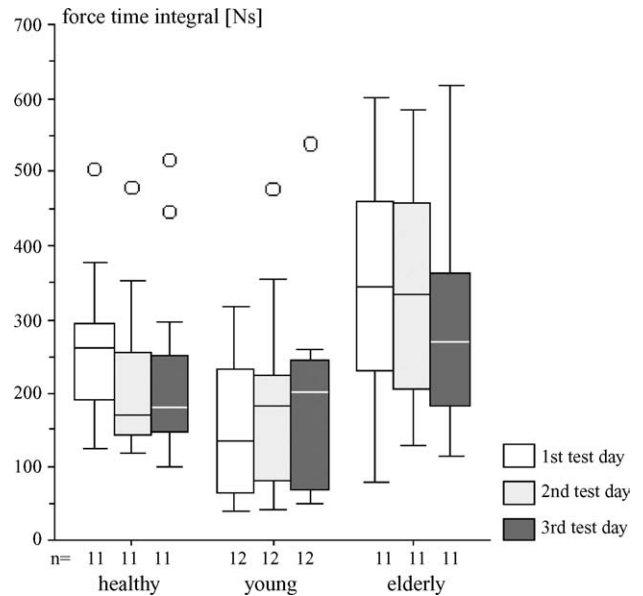 force time integral [Ns]
700
600
500
400
300
200
100
0
1st test day
2nd test day
3rd test day
n= 11 11 11 12 12 12 11 11 11
healthy young elderly